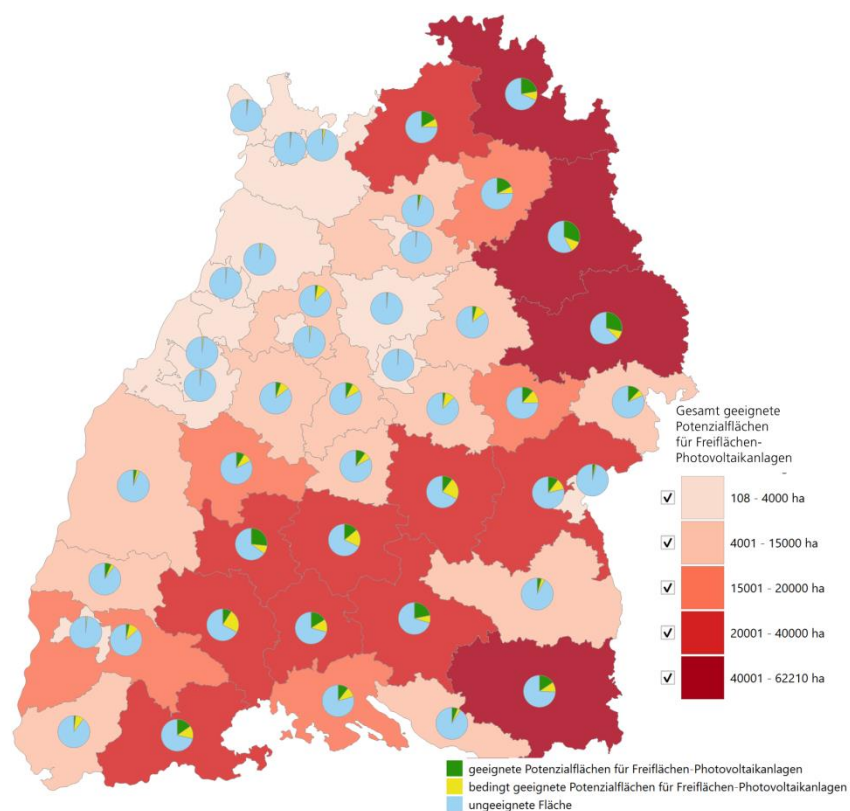 Gesamt geeignete
Potenzialflächen
für Freiflächen-
Photovoltaikanlagen
108 - 4000 ha
4001 - 15000 ha
15001 - 20000 ha
20001 - 40000 ha
40001 - 62210 ha
geeignete Potenzialflächen für Freiflächen-Photovoltaikanlagen
bedingt geeignete Potenzialflächen für Freiflächen-Photovoltaikanlagen
ungeeignete Fläche